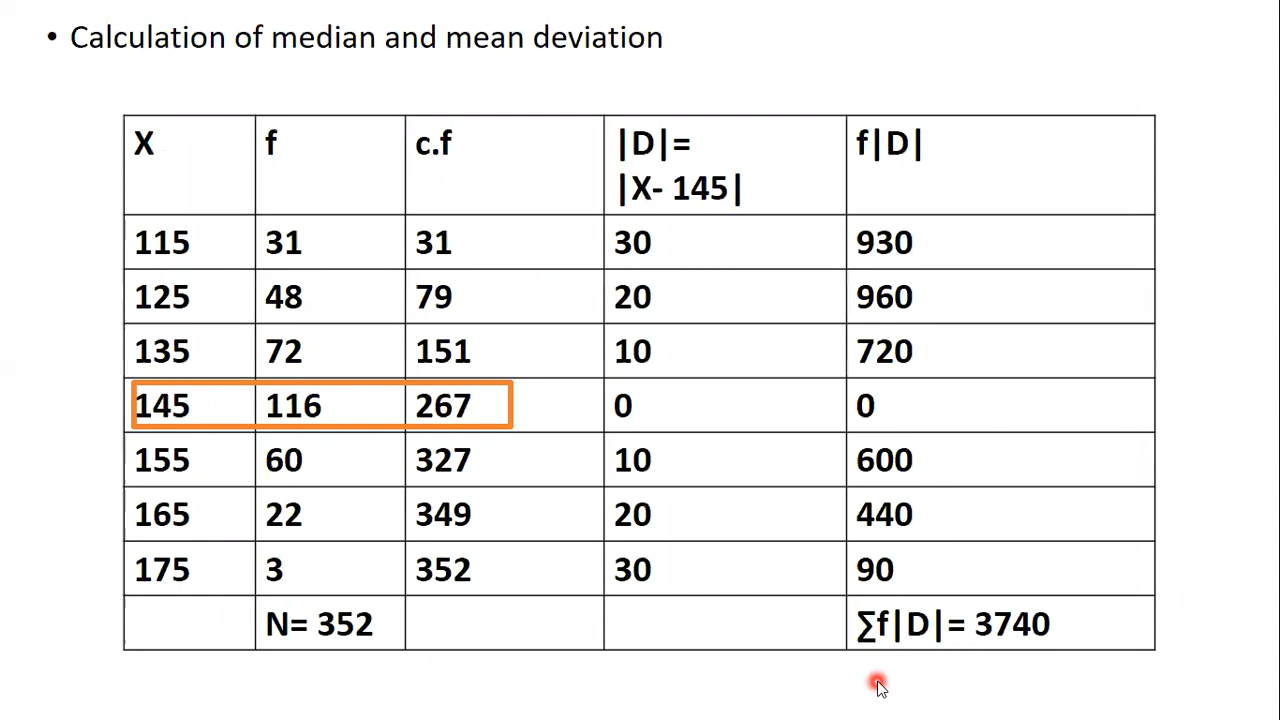 • Calculation of median and mean deviation
X f c.f |D|= f|D|
|X- 145|
115 31 31 30 930
125 48 79 20 960
135 72 151 10 720
145 116 267 0 0
155 60 327 10 600
165 22 349 20 440
175 3 352 30 90
N= 352 ∑f|D|= 3740